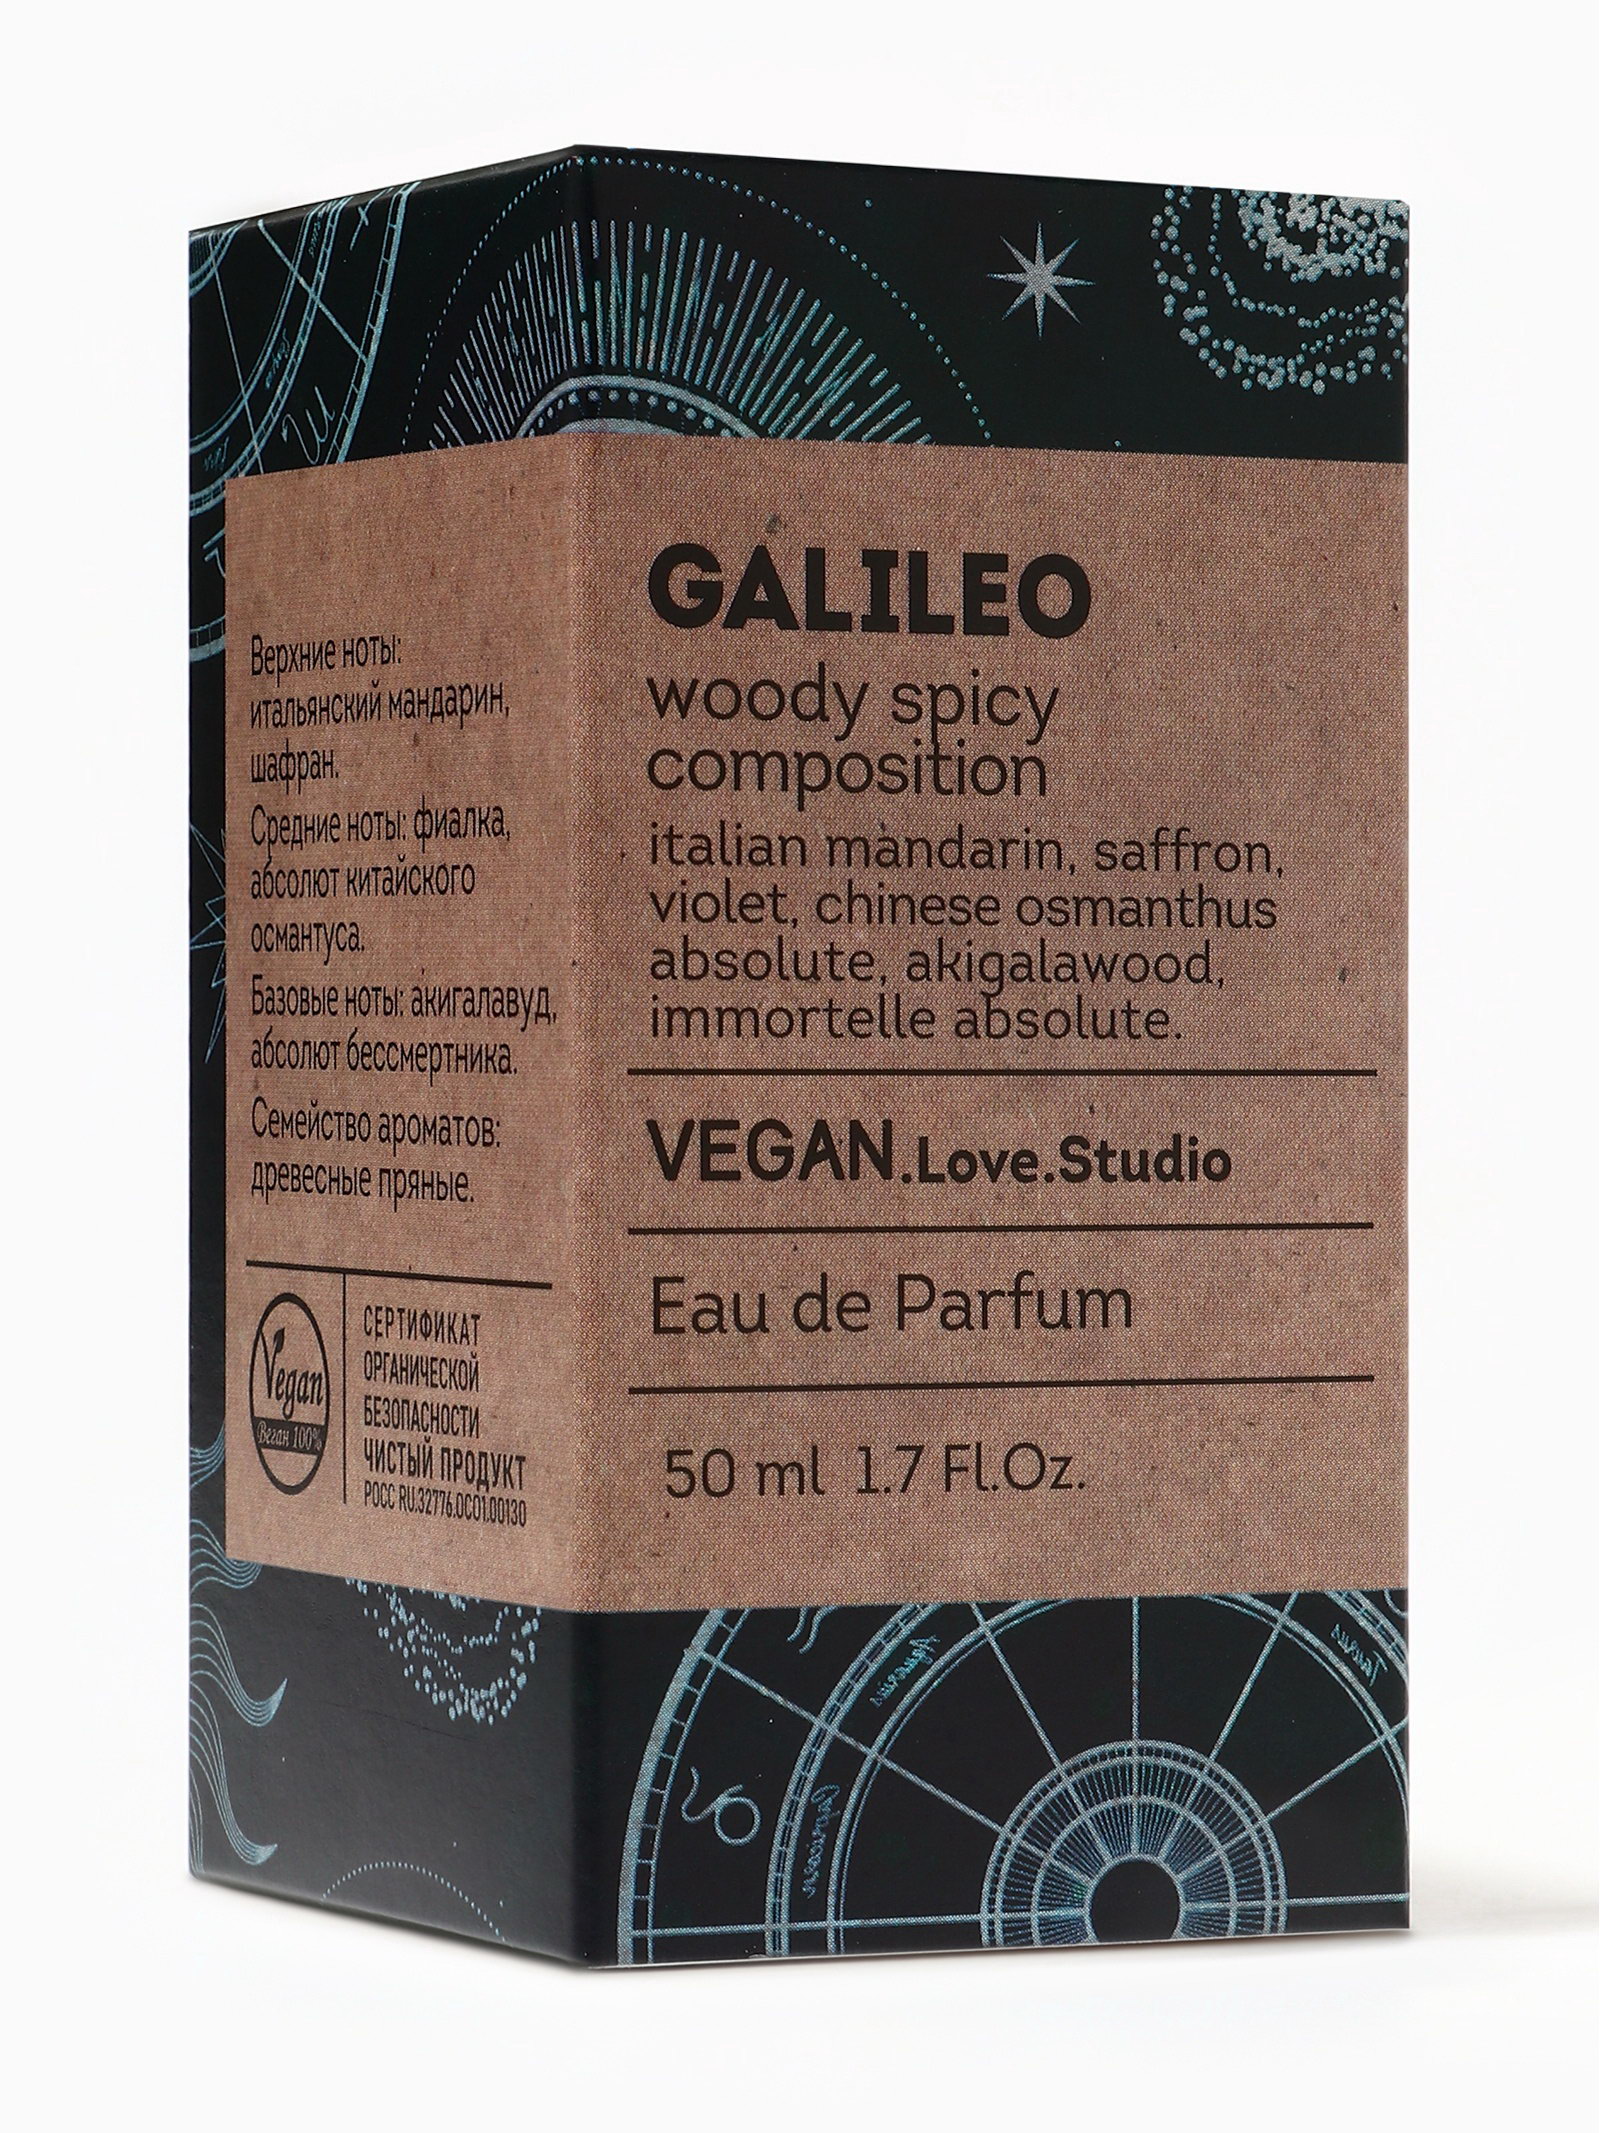 GALILEO
woody spicy
composition
italian mandarin, saffron,
violet, chinese osmanthus
absolute, akigalawood,
immortelle absolute.
VEGAN.Love.Studio
Eau de Parfum
50 ml 1.7 Fl.Oz.
Верхние ноты:
итальянский мандарин,
шафран.
Средние ноты: фиалка,
абсолют китайского
османтуса.
Базовые ноты: акигалавуд,
абсолют бессмертника.
Семейство ароматов:
древесные пряные.
Vegan
Веган 100%
СЕРТИФИКАТ
ОРГАНИЧЕСКОЙ
БЕЗОПАСНОСТИ
ЧИСТЫЙ ПРОДУКТ
РОСС RU.32776.ОС01.00130